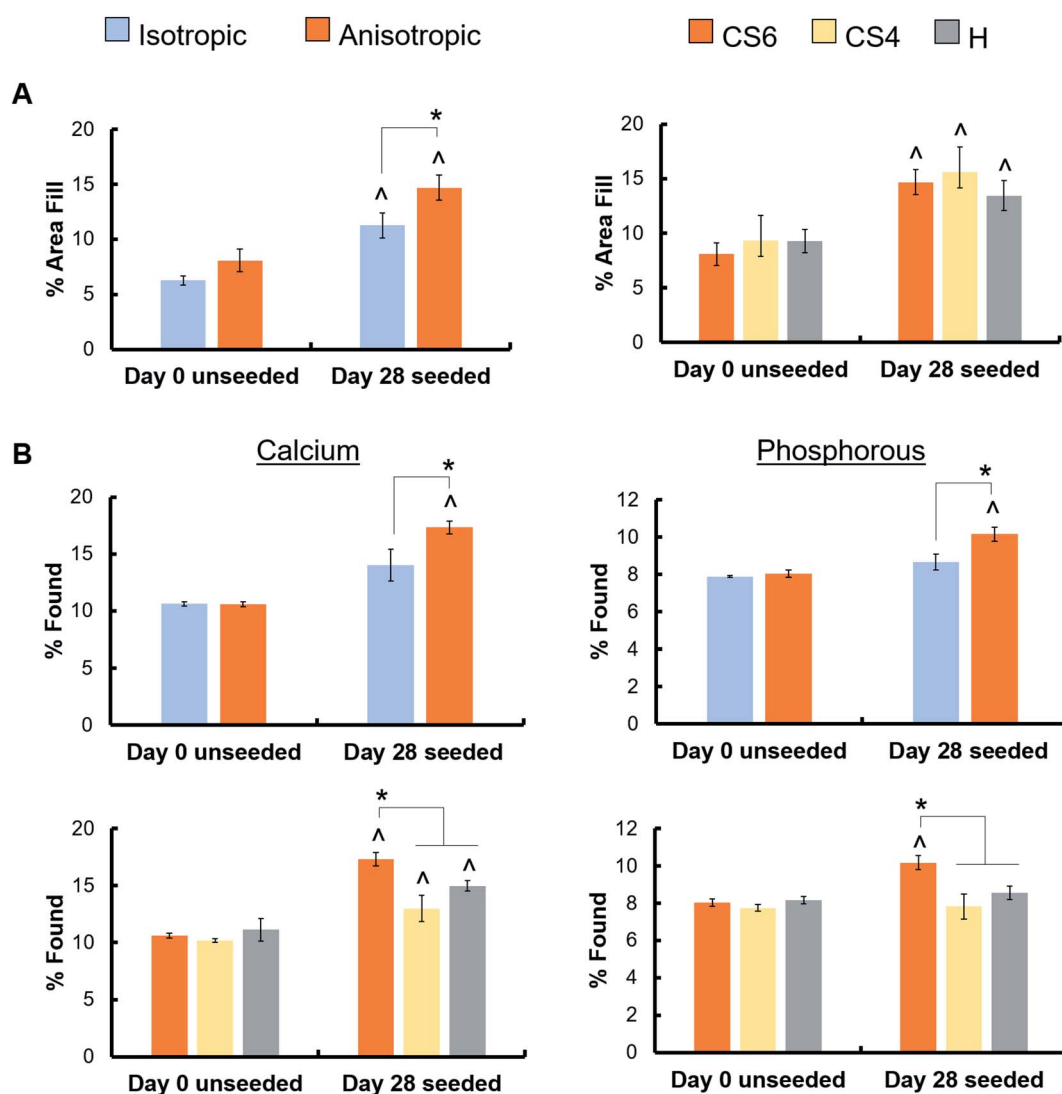 Isotropic Anisotropic CS6 CS4 H
A
% Area Fill
20
15
10
5
0
^
^
*
Day 0 unseeded Day 28 seeded
% Area Fill
20
15
10
5
0
^
^
^
Day 0 unseeded Day 28 seeded
B
Calcium
% Found
20
15
10
5
0
*
^
Day 0 unseeded Day 28 seeded
Phosphorous
% Found
12
10
8
6
4
2
0
*
^
Day 0 unseeded Day 28 seeded
% Found
20
15
10
5
0
*
^
^
^
Day 0 unseeded Day 28 seeded
% Found
12
10
8
6
4
2
0
*
^
Day 0 unseeded Day 28 seeded